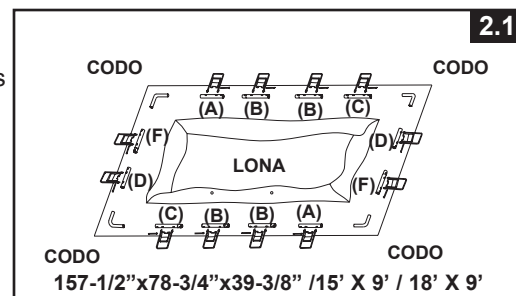 2.1
s
CODO CODO
(A) (B) (B) (C)
(F) (D)
LONA
(D) (F)
(C) (B) (B) (A)
CODO CODO
157-1/2”x78-3/4”x39-3/8” /15’ X 9’ / 18’ X 9’